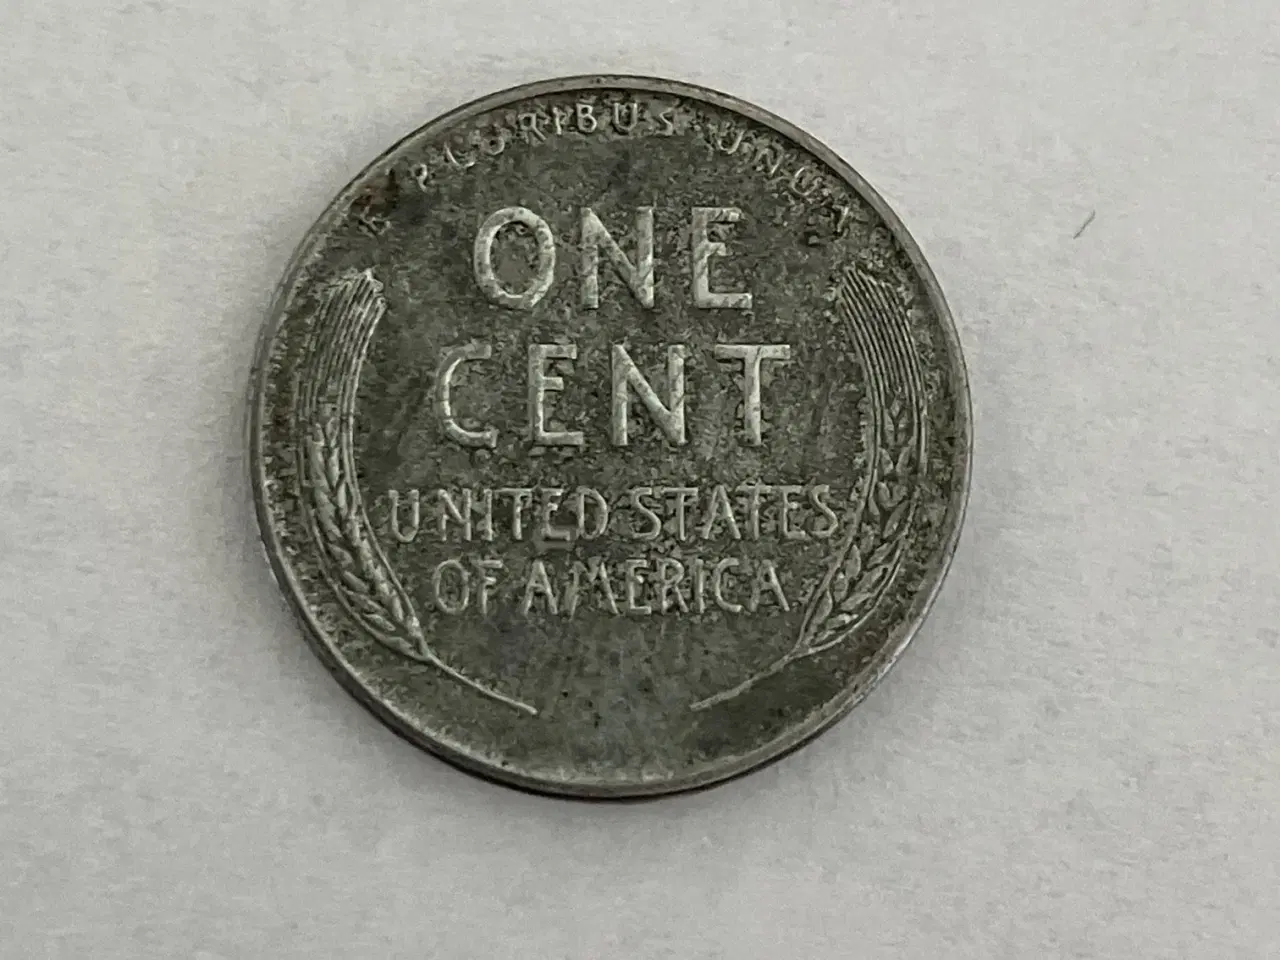 E PLURIBUS UNUM
ONE
CENT
UNITED STATES
OF AMERICA